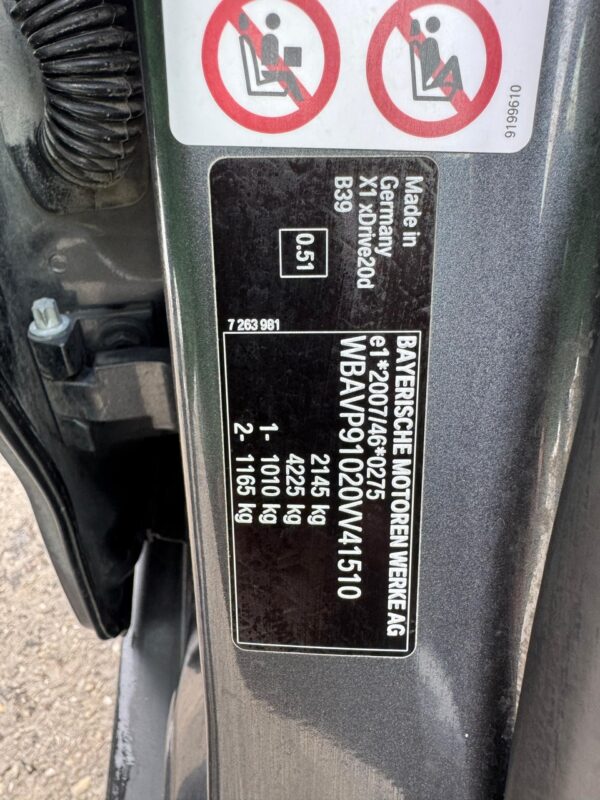 9199610
Made in
Germany
X1 xDrive20d
B39
0.51
7 263 981
BAYERISCHE MOTOREN WERKE AG
e1*2007/46*0275
WBAVP91020VV41510
2145 kg
4225 kg
1- 1010 kg
2- 1165 kg